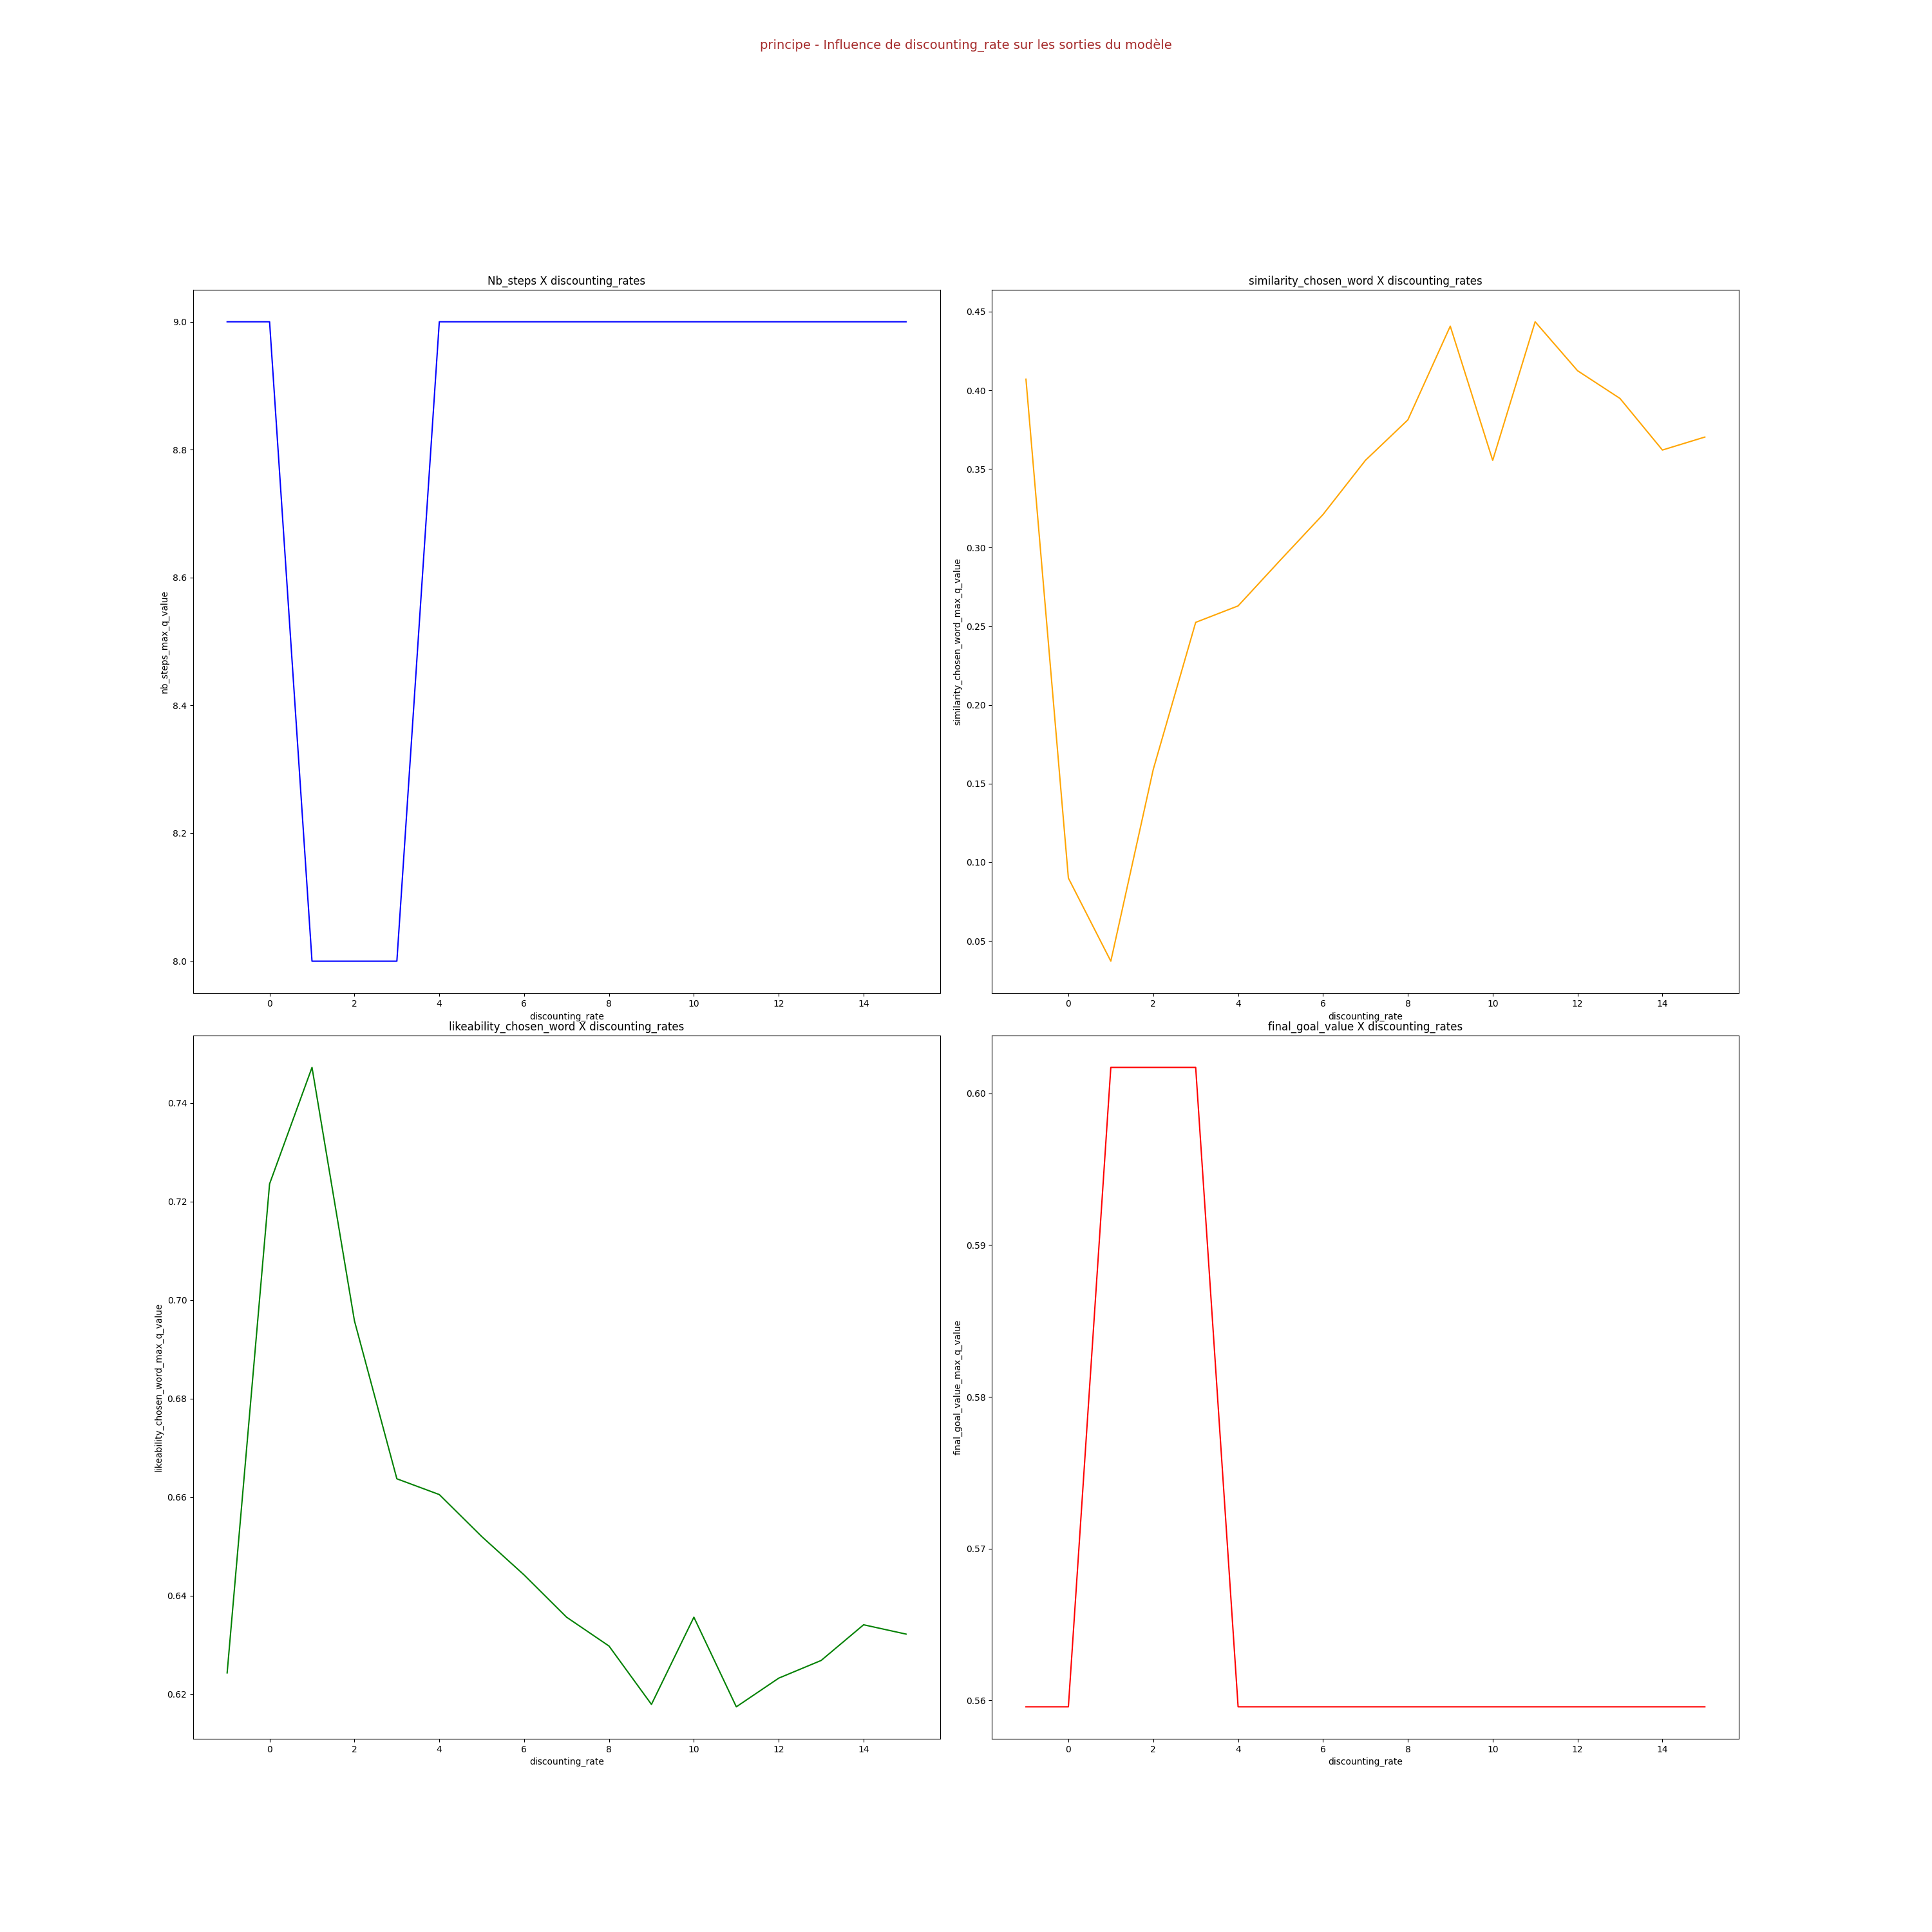 principe - Influence de discounting_rate sur les sorties du modèle
Nb_steps X discounting_rates
nb_steps_max_q_value
9.0
8.8
8.6
8.4
8.2
8.0
0 2 4 6 8 10 12 14
discounting_rate
similarity_chosen_word X discounting_rates
similarity_chosen_word_max_q_value
0.45
0.40
0.35
0.30
0.25
0.20
0.15
0.10
0.05
0 2 4 6 8 10 12 14
discounting_rate
likeability_chosen_word X discounting_rates
likeability_chosen_word_max_q_value
0.74
0.72
0.70
0.68
0.66
0.64
0.62
0 2 4 6 8 10 12 14
discounting_rate
final_goal_value X discounting_rates
final_goal_value_max_q_value
0.60
0.59
0.58
0.57
0.56
0 2 4 6 8 10 12 14
discounting_rate